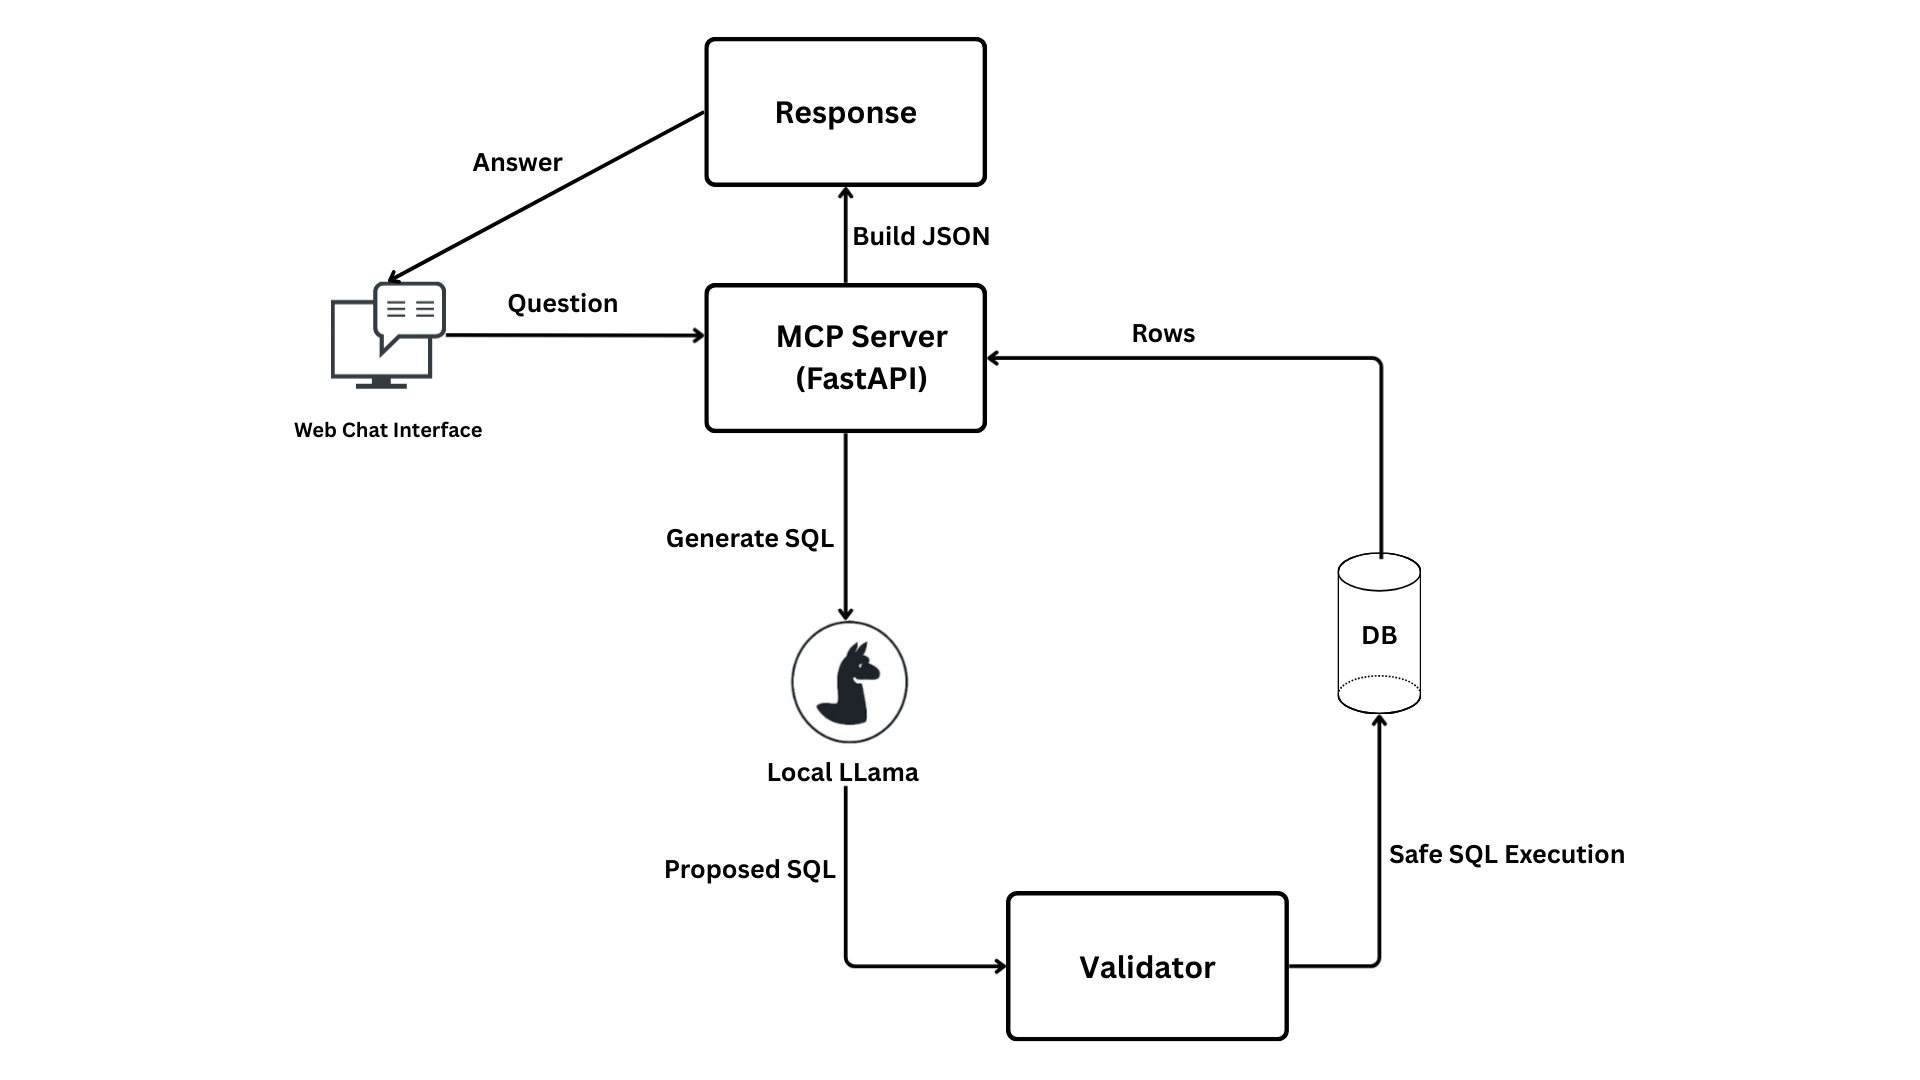 Response
Answer
Build JSON
Question
MCP Server
(FastAPI)
Rows
Web Chat Interface
Generate SQL
DB
Local LLama
Proposed SQL
Safe SQL Execution
Validator